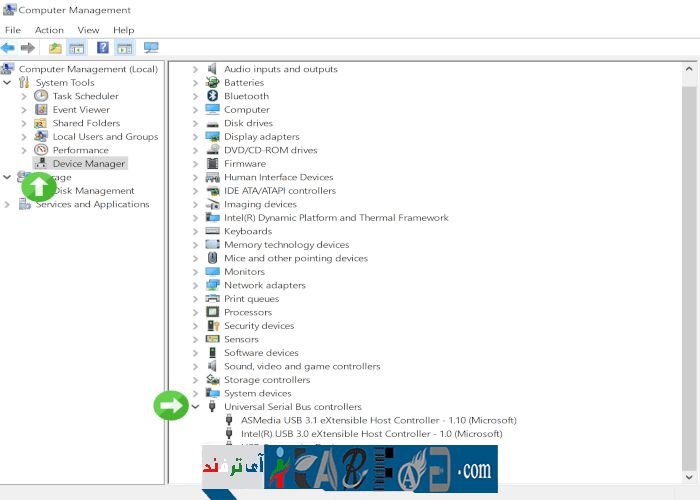 Computer Management
File Action View Help
Computer Management (Local)
System Tools
Task Scheduler
Event Viewer
Shared Folders
Local Users and Groups
Performance
Device Manager
Disk Management
Services and Applications
Audio inputs and outputs
Batteries
Bluetooth
Computer
Disk drives
Display adapters
DVD/CD-ROM drives
Firmware
Human Interface Devices
IDE ATA/ATAPI controllers
Imaging devices
Intel(R) Dynamic Platform and Thermal Framework
Keyboards
Memory technology devices
Mice and other pointing devices
Monitors
Network adapters
Print queues
Processors
Security devices
Sensors
Software devices
Sound, video and game controllers
Storage controllers
System devices
Universal Serial Bus controllers
ASMedia USB 3.1 eXtensible Host Controller - 1.10 (Microsoft)
Intel(R) USB 3.0 eXtensible Host Controller - 1.0 (Microsoft)
آی ترفند
.com